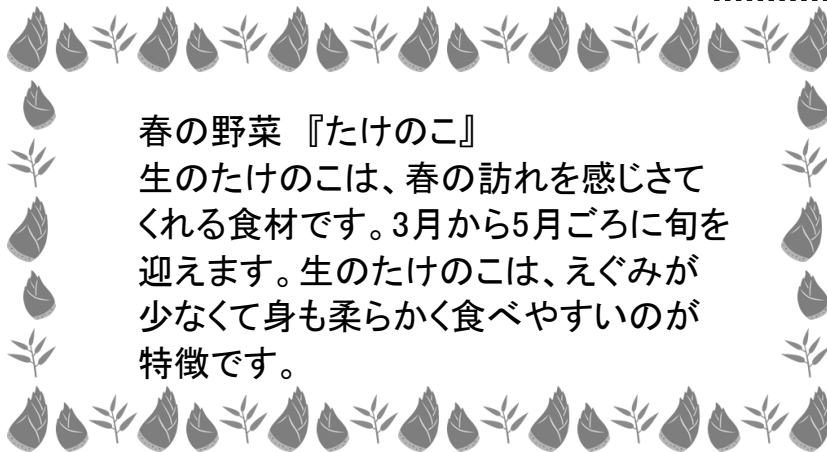 春の野菜　『たけのこ』
生のたけのこは、春の訪れを感じさて
くれる食材です。3月から5月ごろに旬を
迎えます。生のたけのこは、えぐみが
少なくて身も柔らかく食べやすいのが
特徴です。